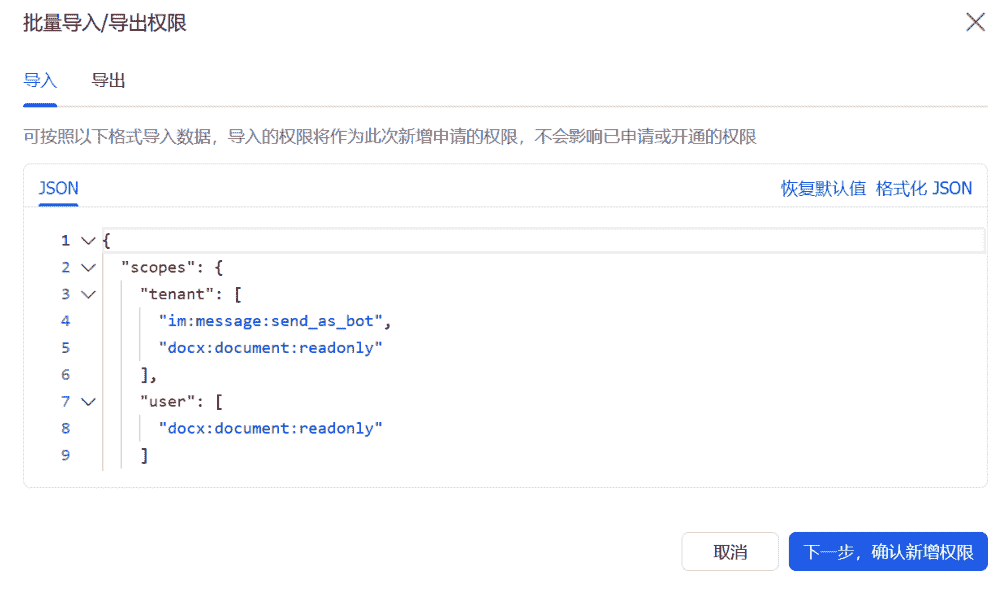 批量导入/导出权限
导入 导出
可按照以下格式导入数据，导入的权限将作为此次新增申请的权限，不会影响已申请或开通的权限
JSON 恢复默认值 格式化 JSON
1 {
2 "scopes": {
3 "tenant": [
4 "im:message:send_as_bot",
5 "docx:document:readonly"
6 ],
7 "user": [
8 "docx:document:readonly"
9 ]
取消 下一步，确认新增权限